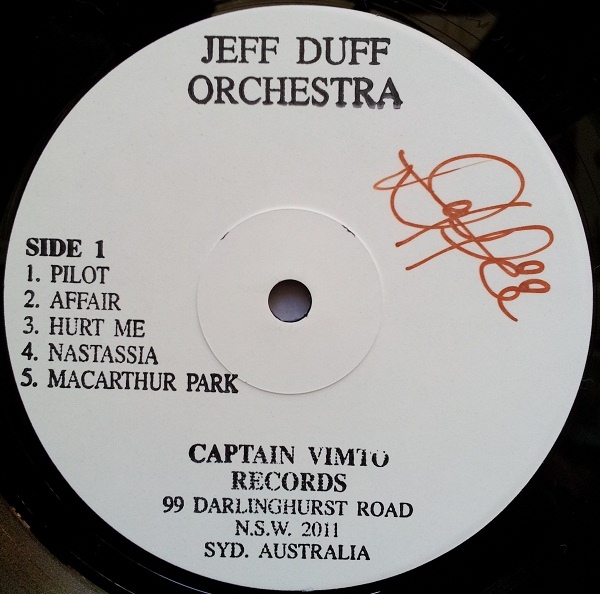 JEFF DUFF
ORCHESTRA
SIDE 1
1. PILOT
2. AFFAIR
3. HURT ME
4. NASTASSIA
5. MACARTHUR PARK
CAPTAIN VIMTO
RECORDS
99 DARLINGHURST ROAD
N.S.W. 2011
SYD. AUSTRALIA